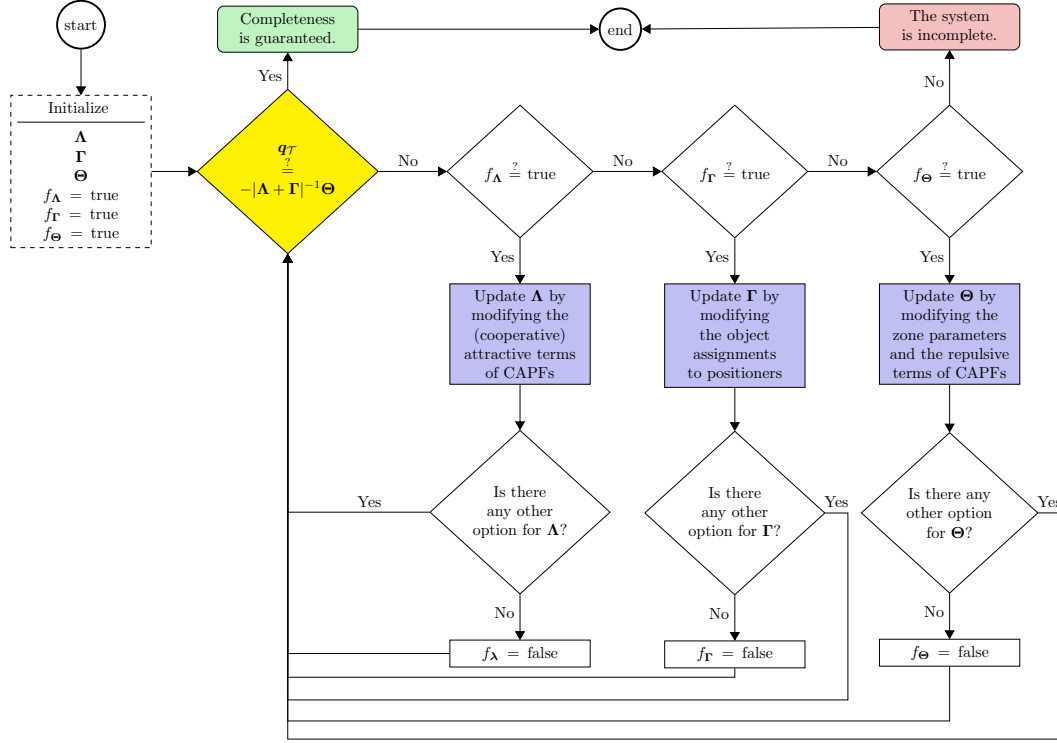 start
Completeness
is guaranteed.
end
The system
is incomplete.
Yes
No
Initialize
Λ
Γ
Θ
f_Λ = true
f_Γ = true
f_Θ = true
q_𝒯
≟
-|Λ + Γ|⁻¹Θ
No
f_Λ ≟ true
No
f_Γ ≟ true
No
f_Θ ≟ true
Yes
Yes
Yes
Update Λ by
modifying the
(cooperative)
attractive terms
of CAPFs
Update Γ by
modifying
the object
assignments
to positioners
Update Θ by
modifying the
zone parameters
and the repulsive
terms of CAPFs
Yes
Is there
any other
option for Λ?
Is there
any other
option for Γ?
Yes
Is there any
other option
for Θ?
Yes
No
No
No
f_λ = false
f_Γ = false
f_Θ = false